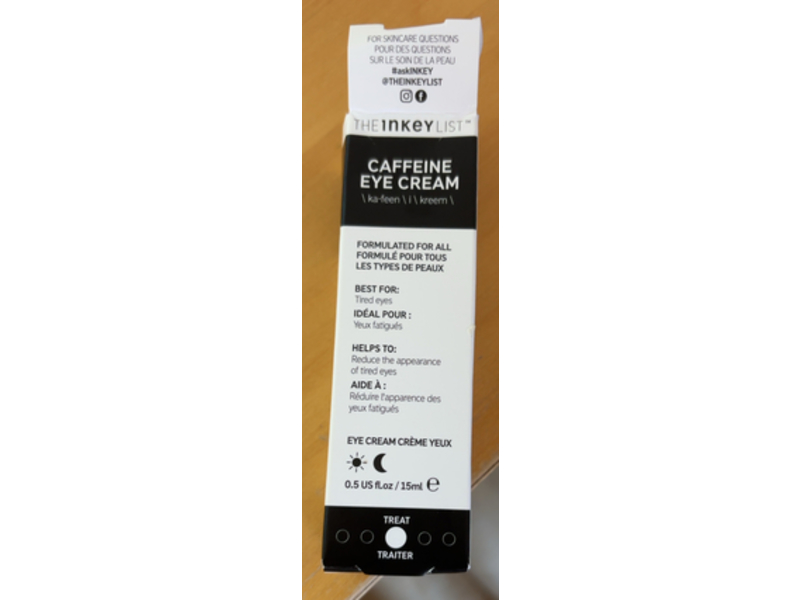 FOR SKINCARE QUESTIONS
POUR DES QUESTIONS
SUR LE SOIN DE LA PEAU
#askINKEY
@THEINKEYLIST
THE INKEY LIST™
CAFFEINE
EYE CREAM
\ ka-feen \ i \ kreem \
FORMULATED FOR ALL
FORMULÉ POUR TOUS
LES TYPES DE PEAUX
BEST FOR:
Tired eyes
IDÉAL POUR :
Yeux fatigués
HELPS TO:
Reduce the appearance
of tired eyes
AIDE À :
Réduire l'apparence des
yeux fatigués
EYE CREAM CRÈME YEUX
0.5 US fl.oz / 15ml ℮
TREAT
TRAITER